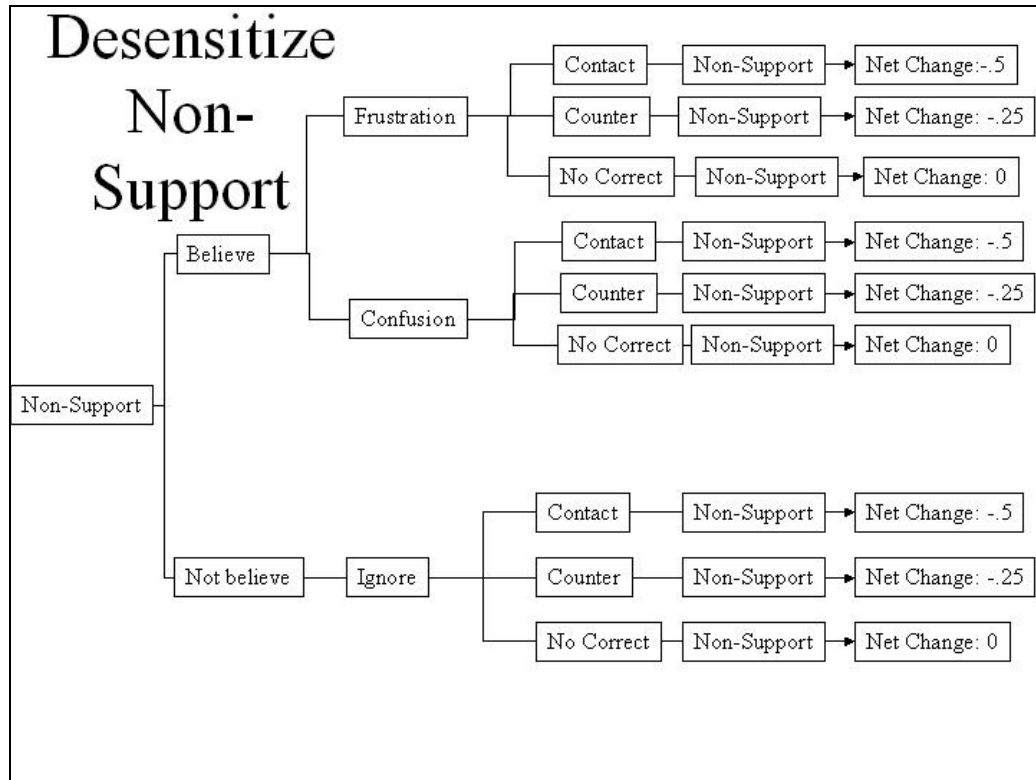 Desensitize
Non-
Support
Contact Non-Support Net Change:-.5
Frustration Counter Non-Support Net Change: -.25
No Correct Non-Support Net Change: 0
Believe Contact Non-Support Net Change: -.5
Counter Non-Support Net Change: -.25
Confusion No Correct Non-Support Net Change: 0
Non-Support
Contact Non-Support Net Change: -.5
Not believe Ignore Counter Non-Support Net Change: -.25
No Correct Non-Support Net Change: 0